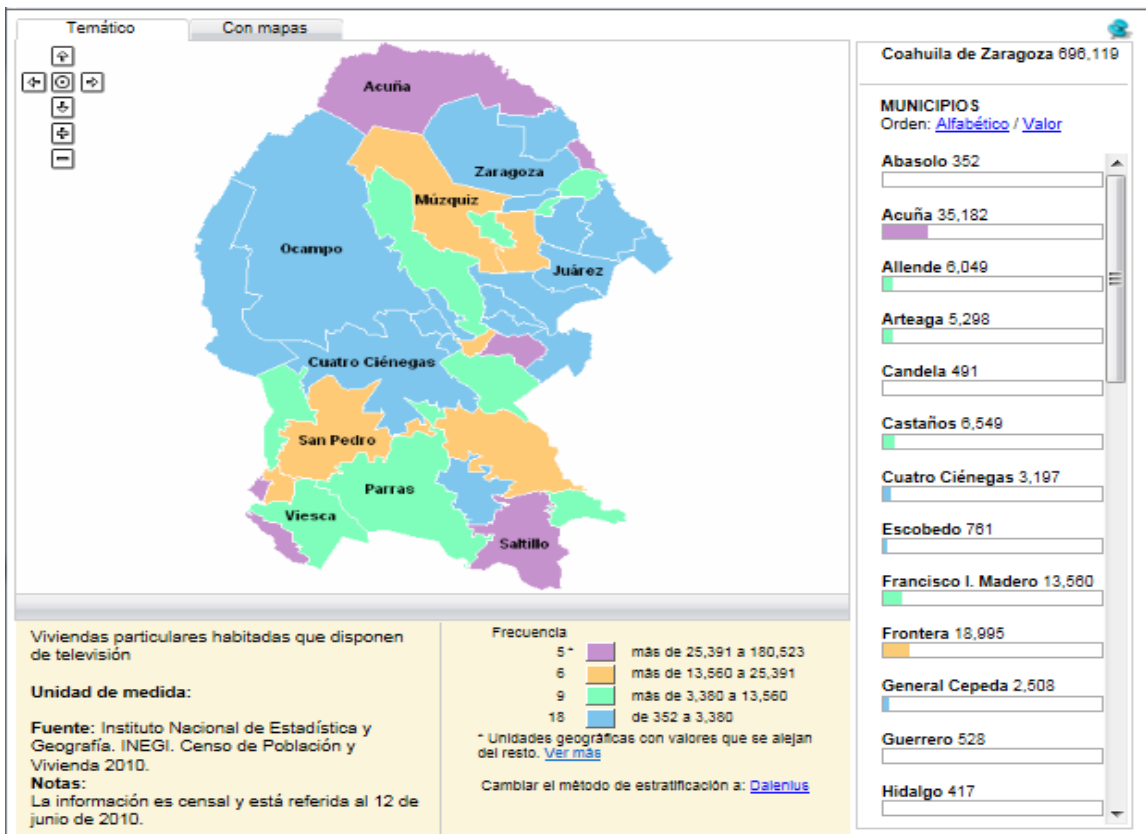 Temático
Con mapas
Acuña
Zaragoza
Múzquiz
Ocampo
Juárez
Cuatro Ciénegas
San Pedro
Parras
Viesca
Saltillo
Viviendas particulares habitadas que disponen
de televisión
Unidad de medida:
Fuente: Instituto Nacional de Estadística y
Geografía. INEGI. Censo de Población y
Vivienda 2010.
Notas:
La información es censal y está referida al 12 de
junio de 2010.
Frecuencia
5 * más de 25,391 a 180,523
6 más de 13,560 a 25,391
9 más de 3,380 a 13,560
18 de 352 a 3,380
* Unidades geográficas con valores que se alejan
del resto. Ver más
Cambiar el método de estratificación a: Dalenius
Coahuila de Zaragoza 696,119
MUNICIPIOS
Orden: Alfabético / Valor
Abasolo 352
Acuña 35,182
Allende 6,049
Arteaga 5,298
Candela 491
Castaños 6,549
Cuatro Ciénegas 3,197
Escobedo 761
Francisco I. Madero 13,560
Frontera 18,995
General Cepeda 2,508
Guerrero 528
Hidalgo 417